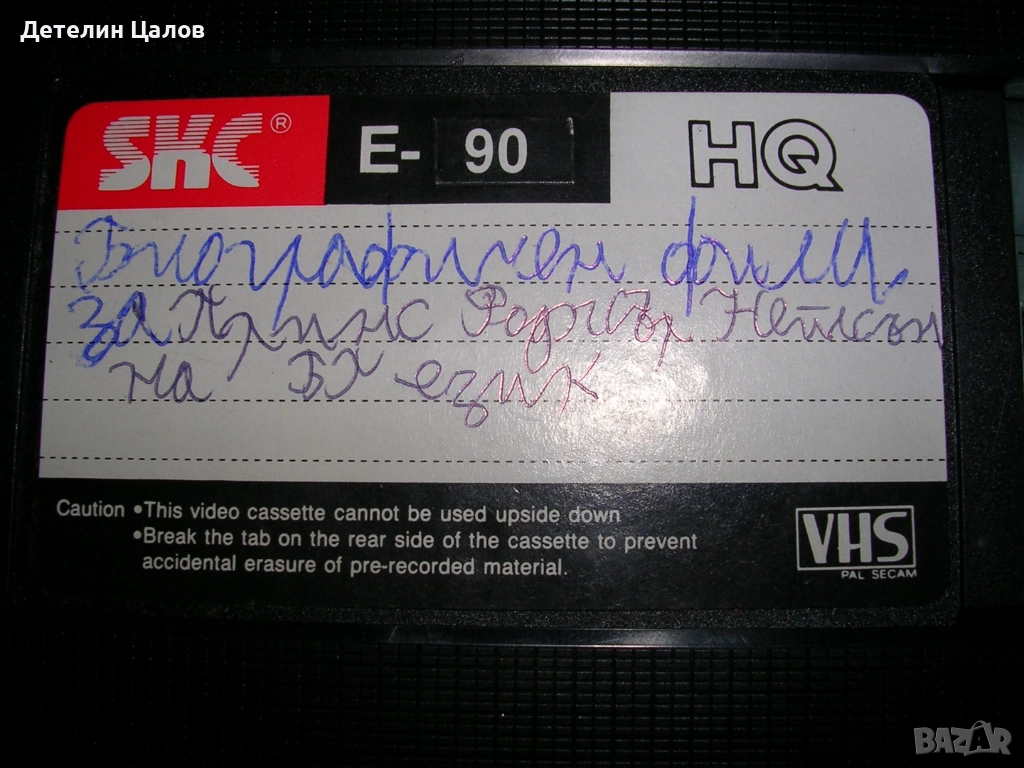 Детелин Цалов
SKC®
E- 90
HQ
Биографичен филм
за Принс Роджър Нелсън
на БГ език
Caution •This video cassette cannot be used upside down
•Break the tab on the rear side of the cassette to prevent
accidental erasure of pre-recorded material.
VHS
PAL SECAM
BAZAR